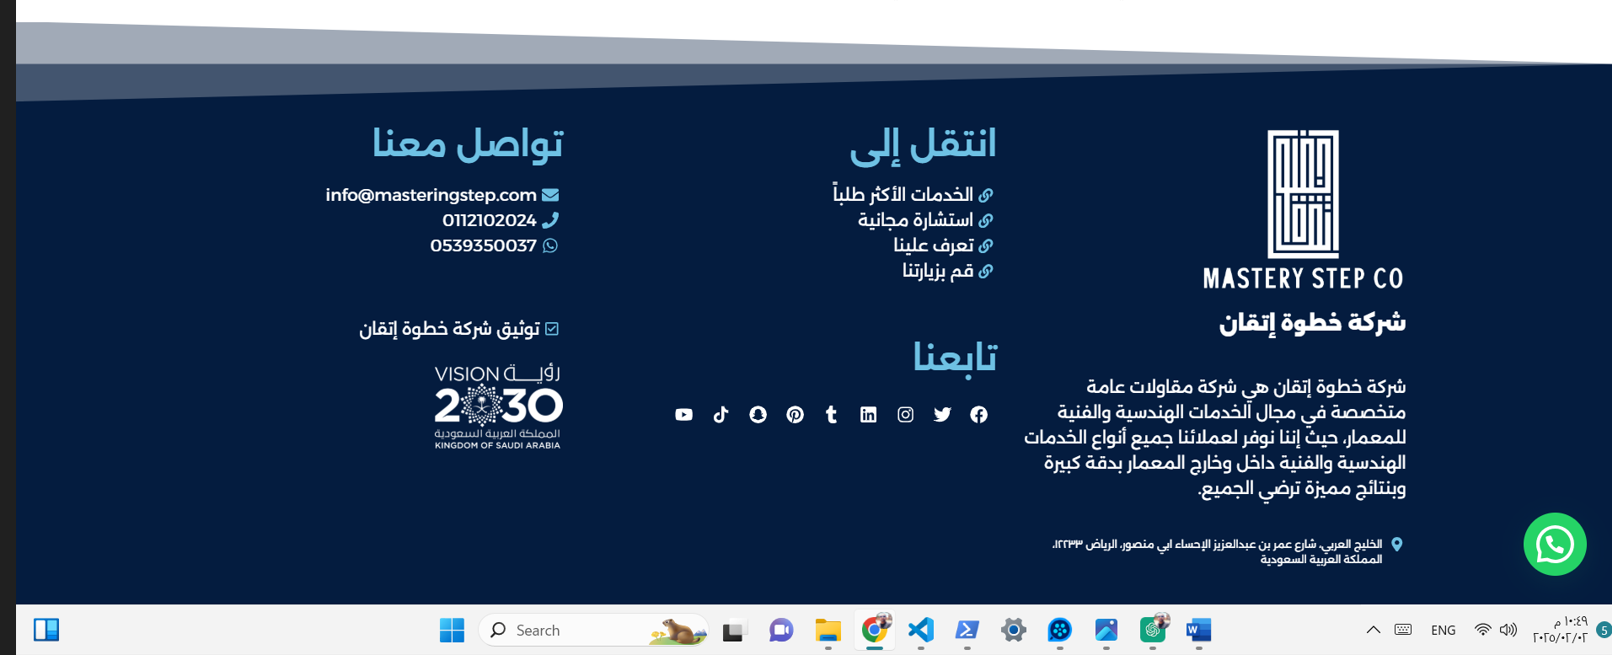 MASTERY STEP CO
شركة خطوة إتقان
شركة خطوة إتقان هي شركة مقاولات عامة
متخصصة في مجال الخدمات الهندسية والفنية
للمعمار، حيث إننا نوفر لعملائنا جميع أنواع الخدمات
الهندسية والفنية داخل وخارج المعمار بدقة كبيرة
وبنتائج مميزة ترضي الجميع.
الخليج العربي، شارع عمر بن عبدالعزيز الإحساء ابي منصور، الرياض ١٢٢٣٣،
المملكة العربية السعودية
انتقل إلى
الخدمات الأكثر طلباً
استشارة مجانية
تعرف علينا
قم بزيارتنا
تابعنا
تواصل معنا
info@masteringstep.com
0112102024
0539350037
توثيق شركة خطوة إتقان
VISION رؤيــة
2030
المملكة العربية السعودية
KINGDOM OF SAUDI ARABIA
Search
ENG
١٠:٤٩ م
٢٠٢٥/٠٢/٠٢
5